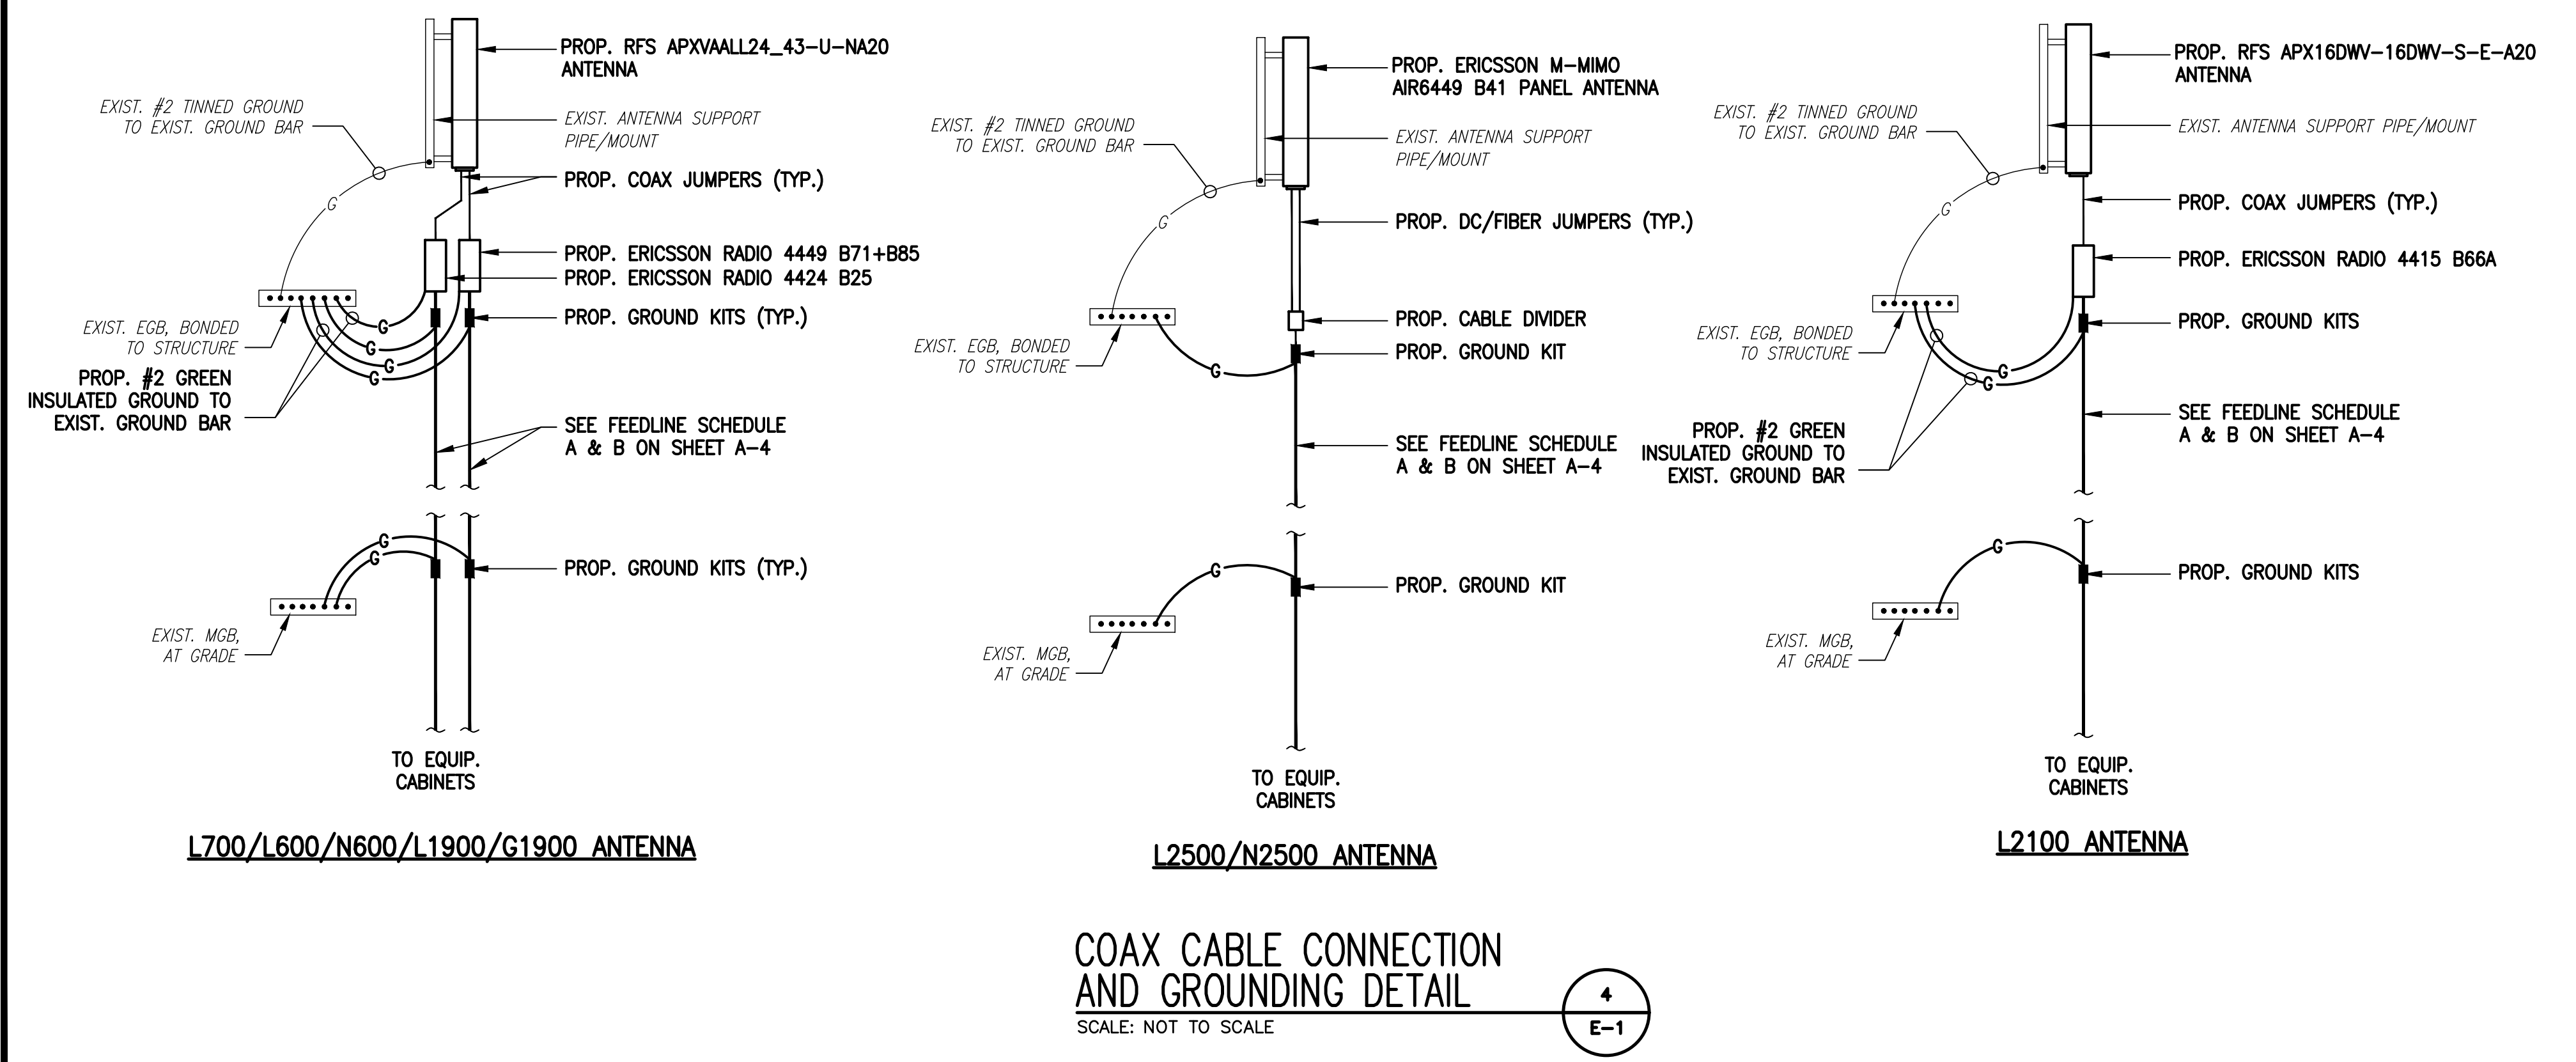 PROP. RFS APXVAALL24_43-U-NA20
ANTENNA
EXIST. #2 TINNED GROUND
TO EXIST. GROUND BAR
EXIST. ANTENNA SUPPORT
PIPE/MOUNT
PROP. COAX JUMPERS (TYP.)
G
PROP. ERICSSON RADIO 4449 B71+B85
PROP. ERICSSON RADIO 4424 B25
PROP. GROUND KITS (TYP.)
EXIST. EGB, BONDED
TO STRUCTURE
G
G
G
G
PROP. #2 GREEN
INSULATED GROUND TO
EXIST. GROUND BAR
SEE FEEDLINE SCHEDULE
A & B ON SHEET A-4
G
G
PROP. GROUND KITS (TYP.)
EXIST. MGB,
AT GRADE
TO EQUIP.
CABINETS
L700/L600/N600/L1900/G1900 ANTENNA
PROP. ERICSSON M-MIMO
AIR6449 B41 PANEL ANTENNA
EXIST. #2 TINNED GROUND
TO EXIST. GROUND BAR
EXIST. ANTENNA SUPPORT
PIPE/MOUNT
G
PROP. DC/FIBER JUMPERS (TYP.)
PROP. CABLE DIVIDER
EXIST. EGB, BONDED
TO STRUCTURE
PROP. GROUND KIT
G
SEE FEEDLINE SCHEDULE
A & B ON SHEET A-4
G
PROP. GROUND KIT
EXIST. MGB,
AT GRADE
TO EQUIP.
CABINETS
L2500/N2500 ANTENNA
PROP. RFS APX16DWV-16DWV-S-E-A20
ANTENNA
EXIST. #2 TINNED GROUND
TO EXIST. GROUND BAR
EXIST. ANTENNA SUPPORT PIPE/MOUNT
G
PROP. COAX JUMPERS (TYP.)
PROP. ERICSSON RADIO 4415 B66A
PROP. GROUND KITS
EXIST. EGB, BONDED
TO STRUCTURE
G
G
SEE FEEDLINE SCHEDULE
A & B ON SHEET A-4
PROP. #2 GREEN
INSULATED GROUND TO
EXIST. GROUND BAR
G
PROP. GROUND KITS
EXIST. MGB,
AT GRADE
TO EQUIP.
CABINETS
L2100 ANTENNA
COAX CABLE CONNECTION
AND GROUNDING DETAIL
SCALE: NOT TO SCALE
4
E-1